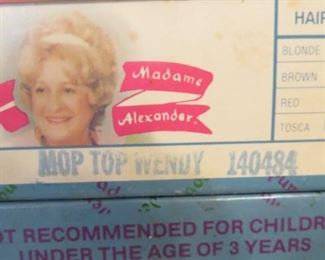 HAIR
BLONDE
BROWN
RED
TOSCA
Madame
Alexander.
MOP TOP WENDY 140484
OT RECOMMENDED FOR CHILDR
UNDER THE AGE OF 3 YEARS